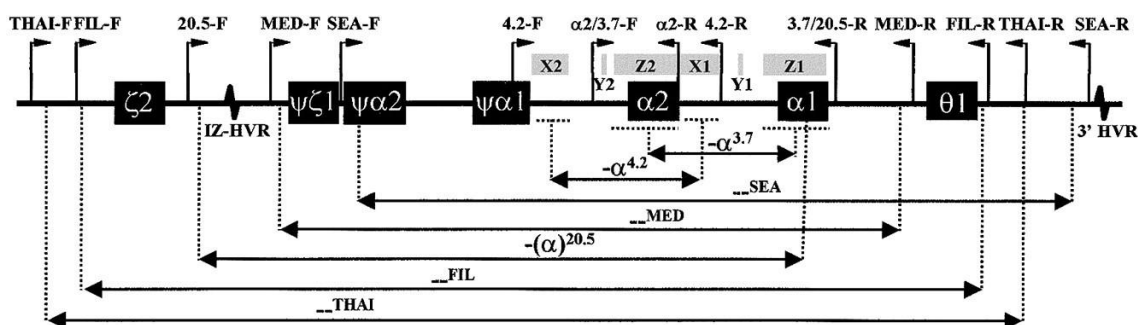 THAI-F FIL-F 20.5-F MED-F SEA-F 4.2-F α2/3.7-F α2-R 4.2-R 3.7/20.5-R MED-R FIL-R THAI-R SEA-R
X2 Y2 Z2 X1 Y1 Z1
ζ2 ψζ1 ψα2 ψα1 α2 α1 θ1
IZ-HVR 3' HVR
-α3.7
-α4.2
--SEA
--MED
-(α)20.5
--FIL
--THAI